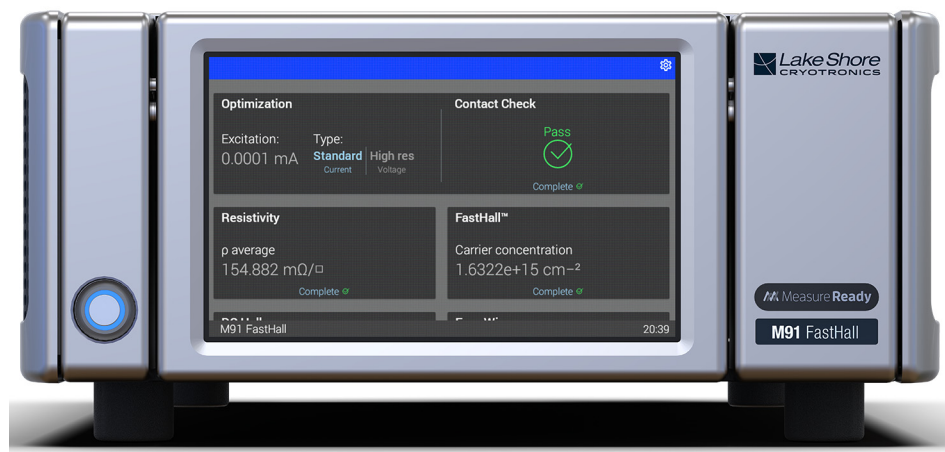 Lake Shore
CRYOTRONICS
Optimization
Excitation:
0.0001 mA
Type:
Standard
Current
High res
Voltage
Contact Check
Pass
Complete
Resistivity
ρ average
154.882 mΩ/□
Complete
FastHall™
Carrier concentration
1.6322e+15 cm−²
Complete
M91 FastHall
20:39
MeasureReady
M91 FastHall